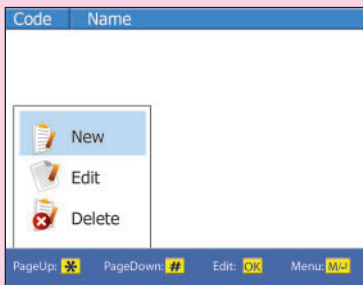 Code Name
New
Edit
Delete
PageUp: * PageDown: # Edit: OK Menu: M/↵